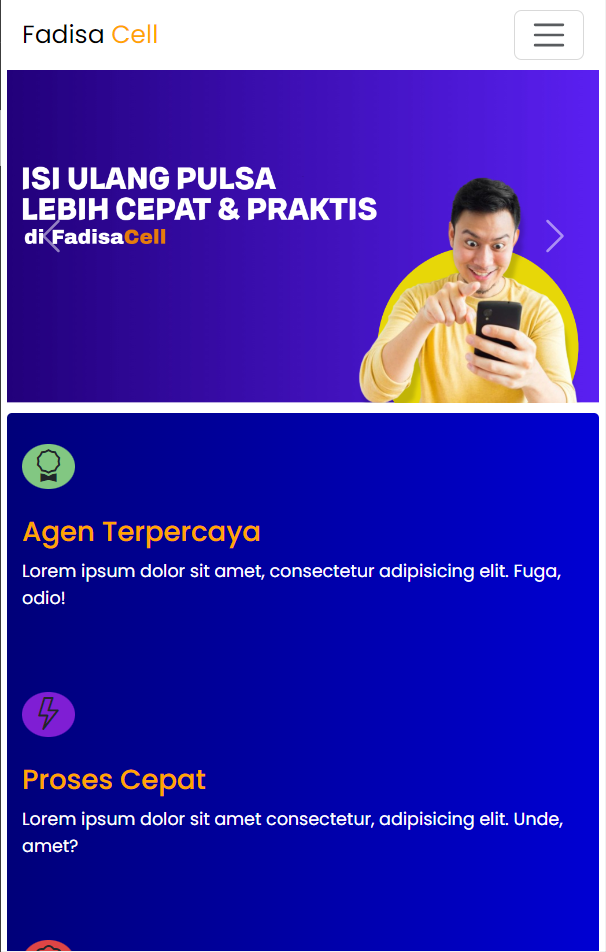 Fadisa Cell
ISI ULANG PULSA
LEBIH CEPAT & PRAKTIS
di FadisaCell
Agen Terpercaya
Lorem ipsum dolor sit amet, consectetur adipisicing elit. Fuga,
odio!
Proses Cepat
Lorem ipsum dolor sit amet consectetur, adipisicing elit. Unde,
amet?